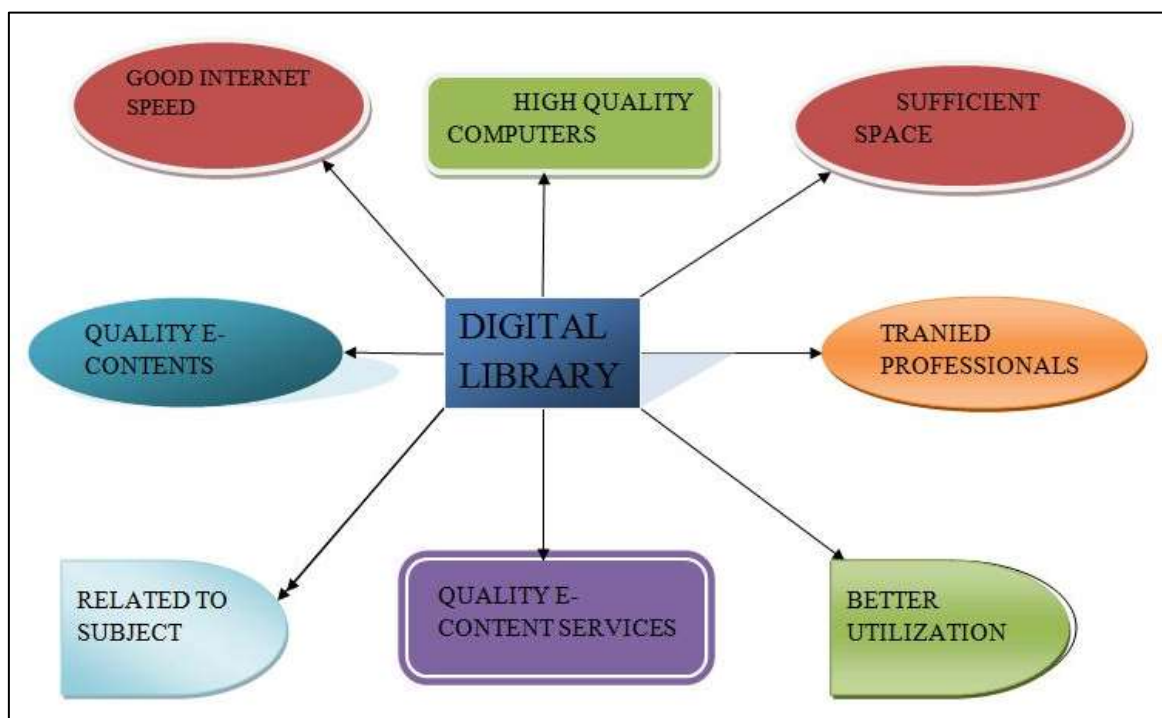 GOOD INTERNET
SPEED
HIGH QUALITY
COMPUTERS
SUFFICIENT
SPACE
QUALITY E-
CONTENTS
DIGITAL
LIBRARY
TRANIED
PROFESSIONALS
RELATED TO
SUBJECT
QUALITY E-
CONTENT SERVICES
BETTER
UTILIZATION